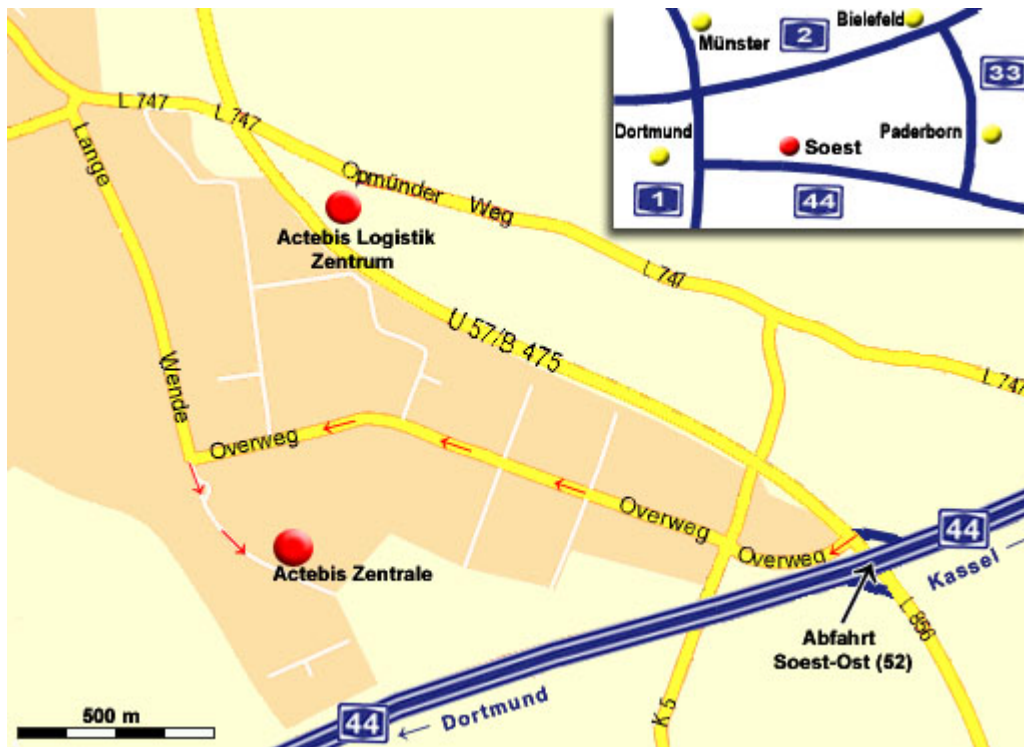 Münster
2
Bielefeld
33
Dortmund
Soest
Paderborn
1
44
L 747
L 747
Lange
Opmünder Weg
Actebis Logistik
Zentrum
L 747
U 57/B 475
L 747
Wende
Overweg
Overweg
Overweg
44
Kassel →
Actebis Zentrale
L 856
Abfahrt
Soest-Ost (52)
K 5
500 m
44
← Dortmund